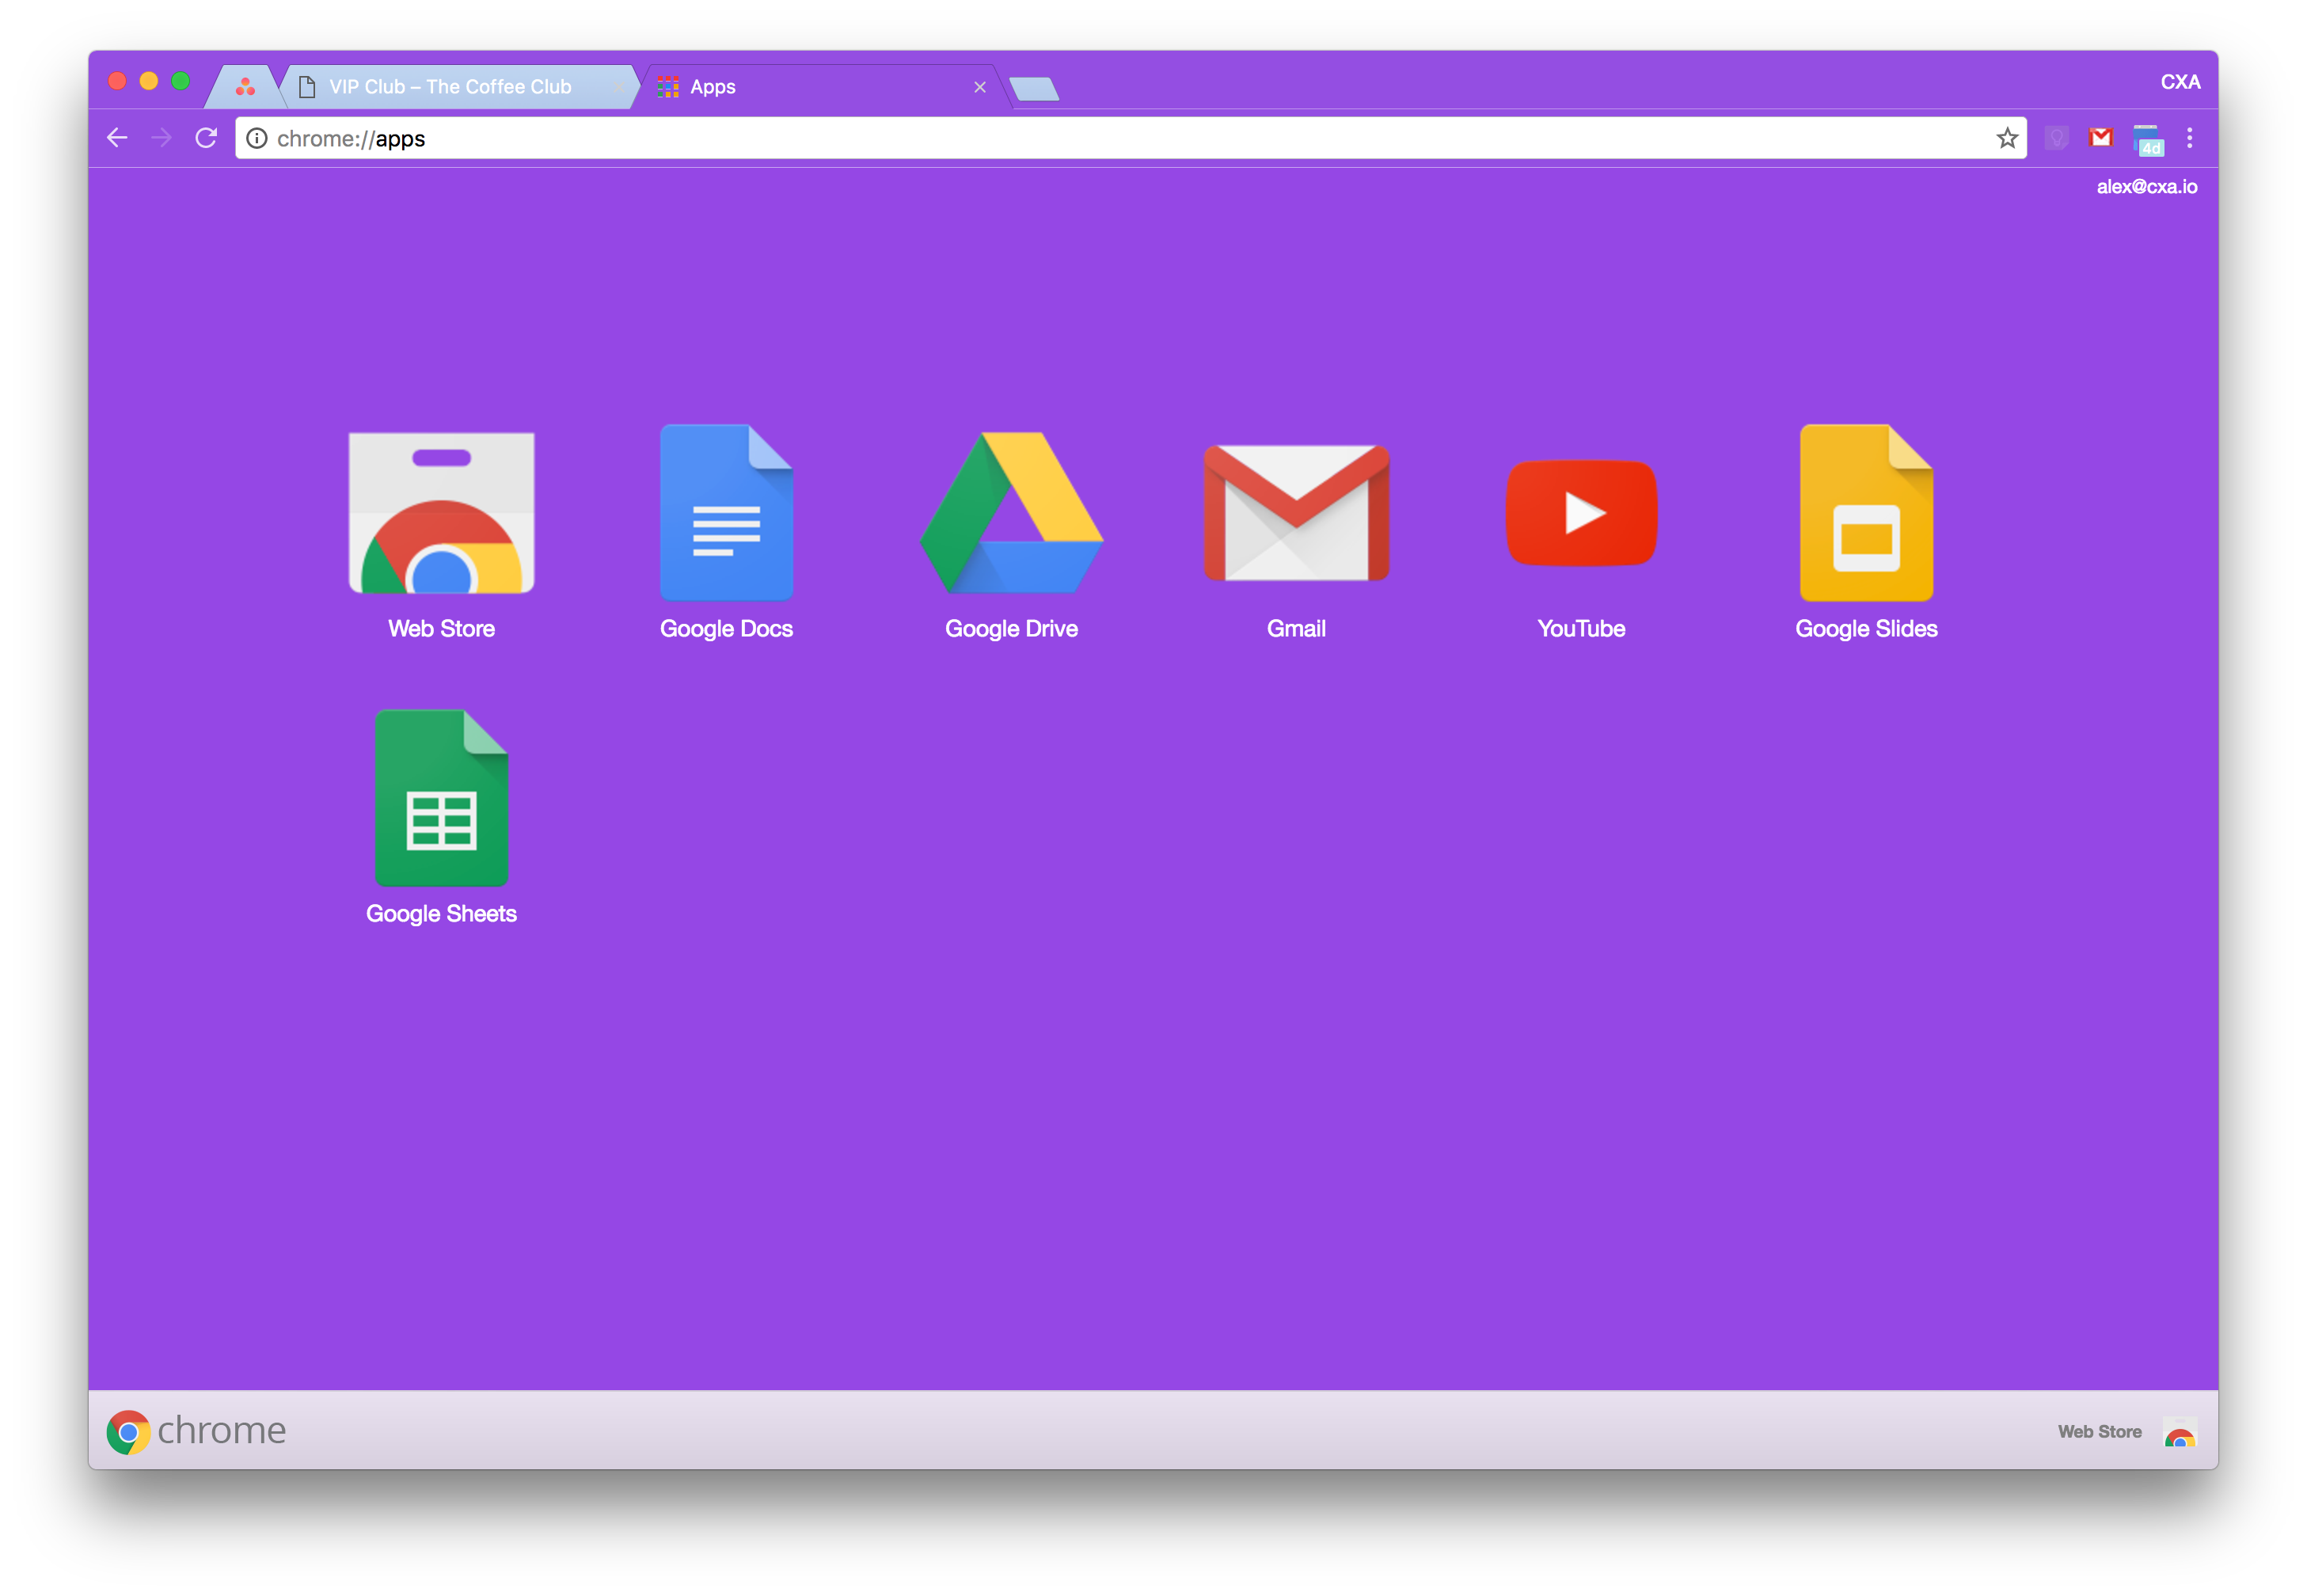 VIP Club – The Coffee Club
Apps
CXA
chrome://apps
4d
alex@cxa.io
Web Store
Google Docs
Google Drive
Gmail
YouTube
Google Slides
Google Sheets
chrome
Web Store